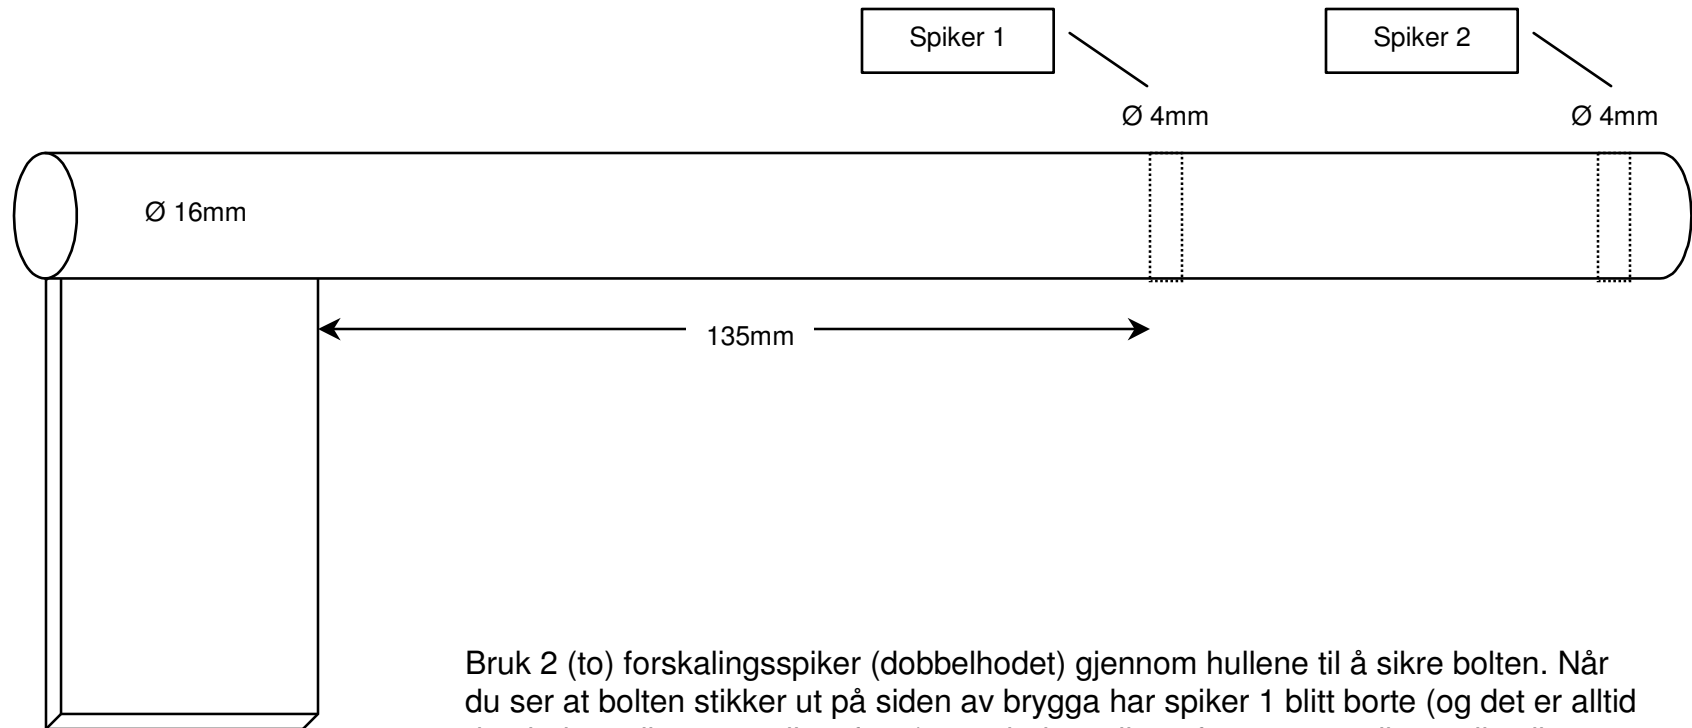 Spiker 1
Spiker 2
Ø 4mm
Ø 4mm
Ø 16mm
135mm
Bruk 2 (to) forskalingsspiker (dobbelhodet) gjennom hullene til å sikre bolten. Når
du ser at bolten stikker ut på siden av brygga har spiker 1 blitt borte (og det er alltid